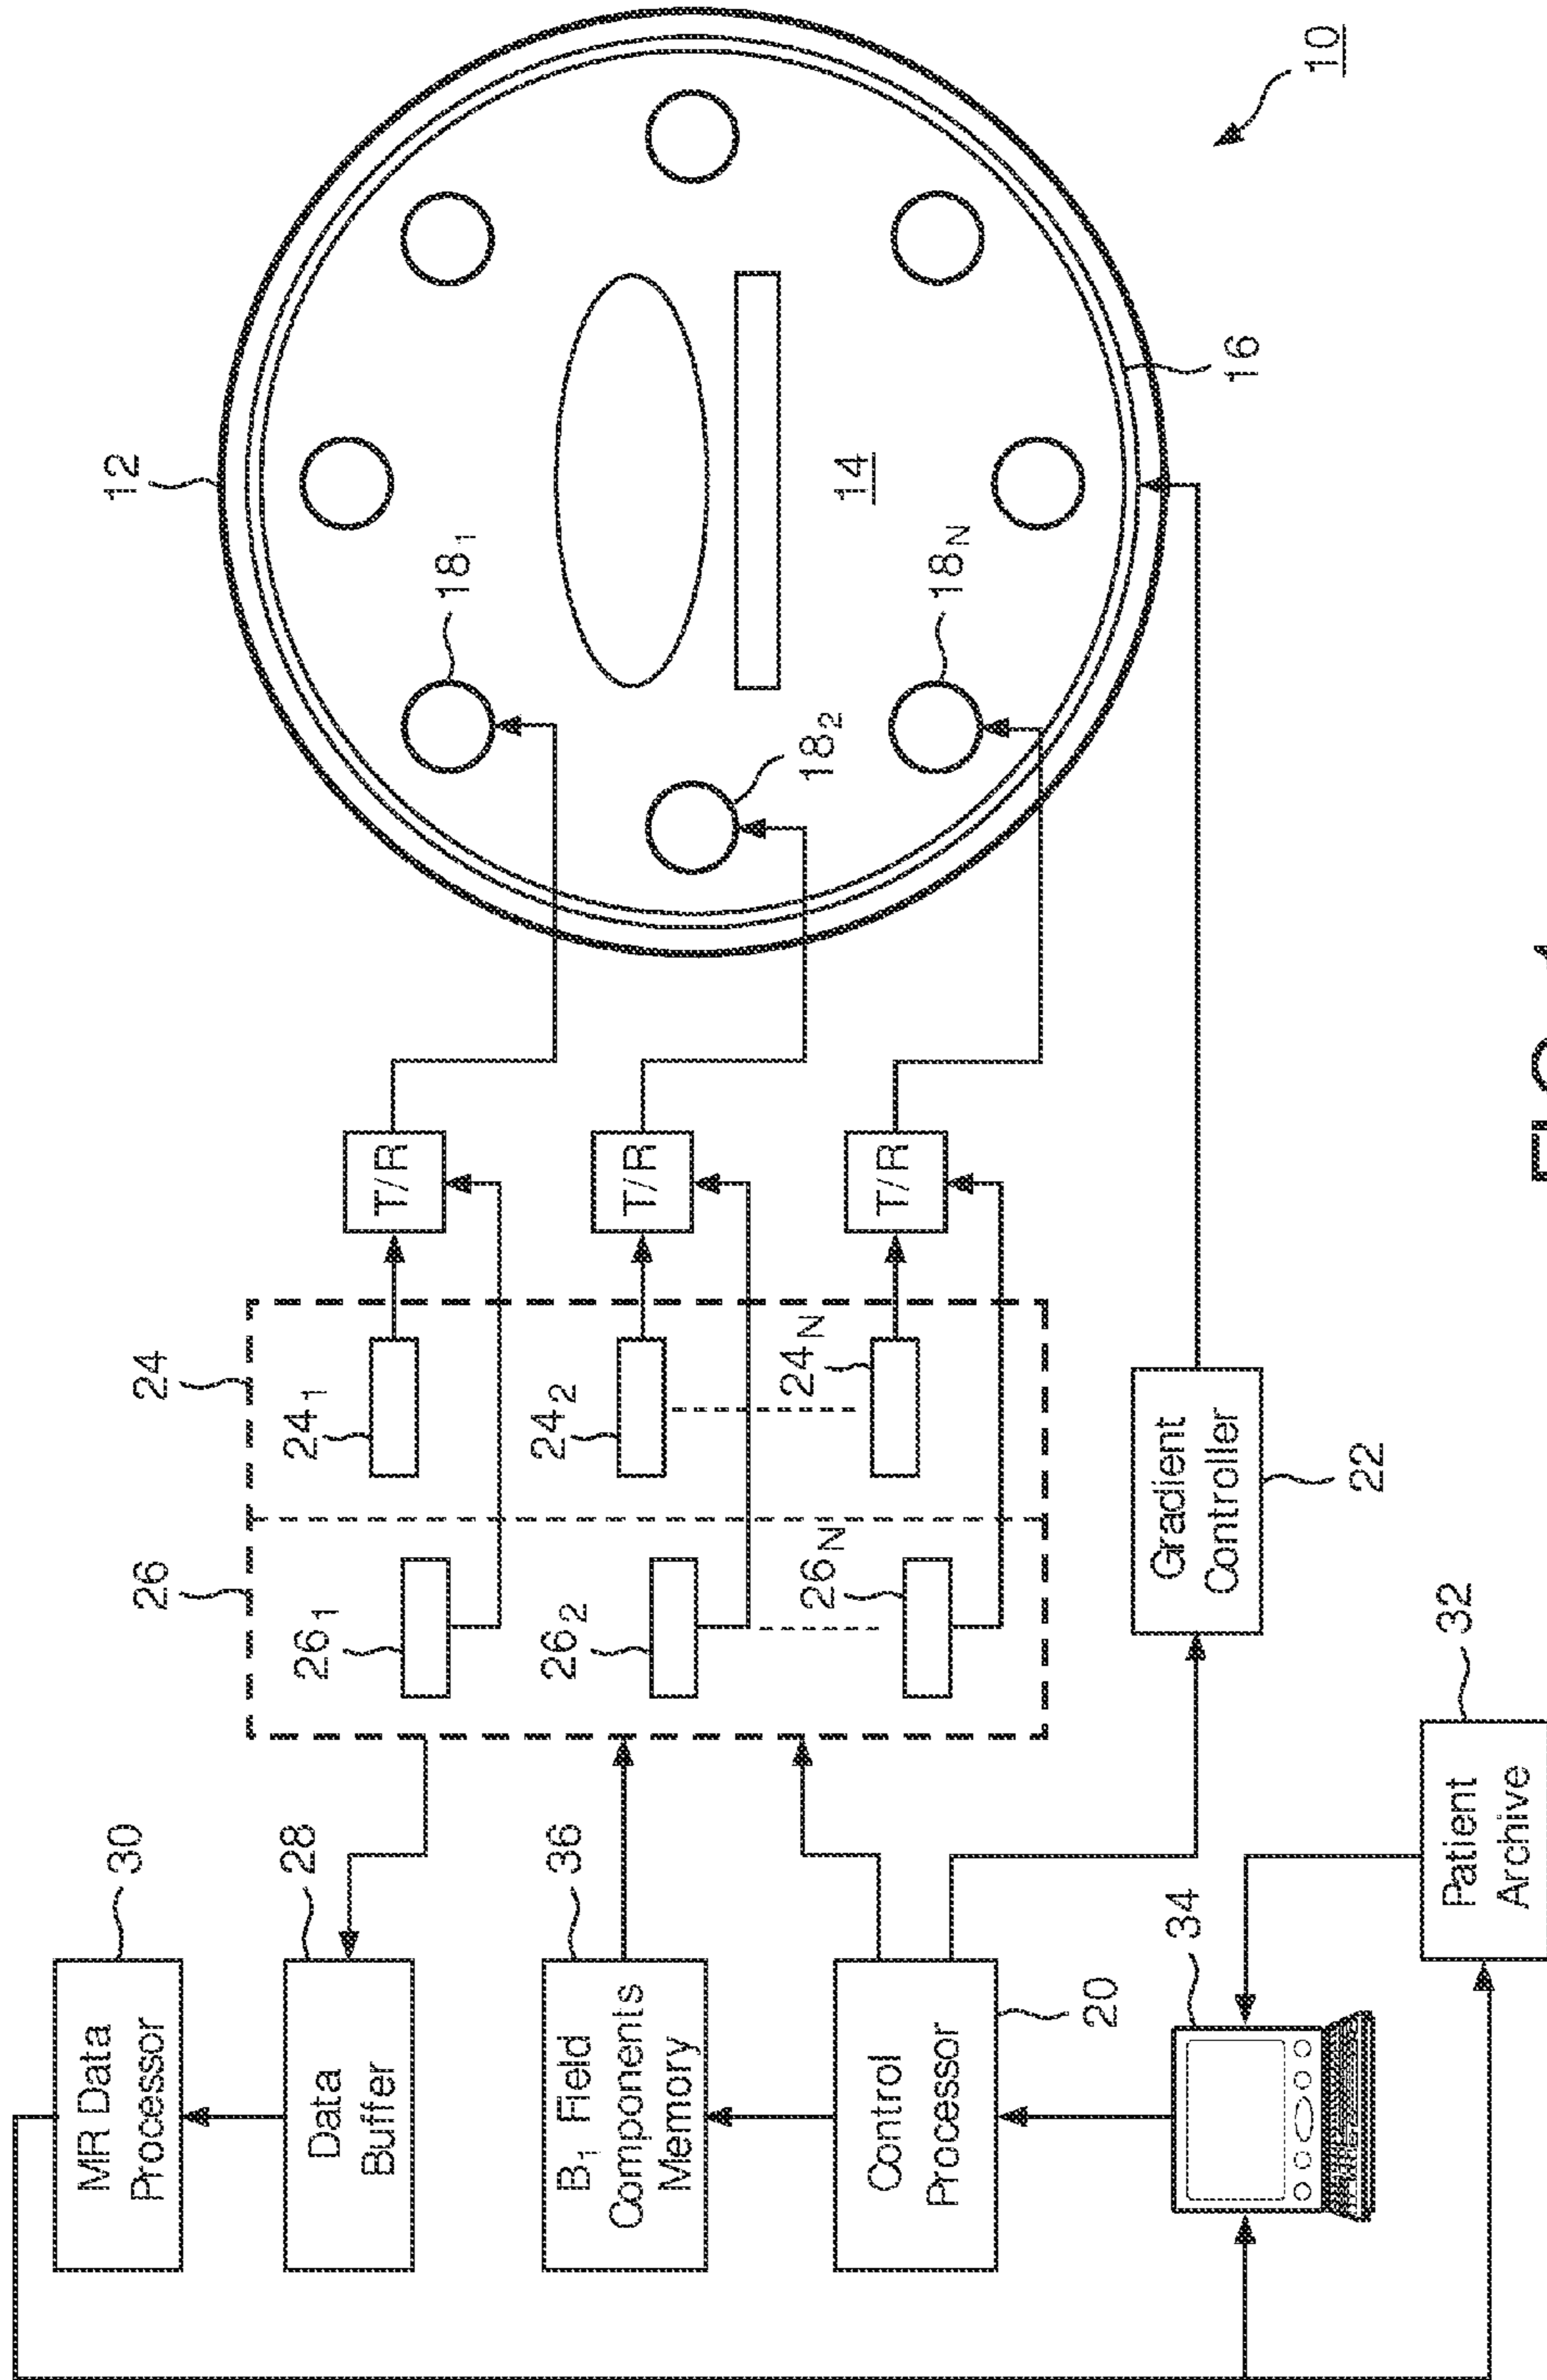 MR Data
Processor
30
Data
Buffer
28
B₁ Field
Components
Memory
36
Control
Processor
20
34
Patient
Archive
32
Gradient
Controller
22
26
24
26₁
26₂
26N
24₁
24₂
24N
T/R
T/R
T/R
18₁
18₂
18N
12
14
16
10